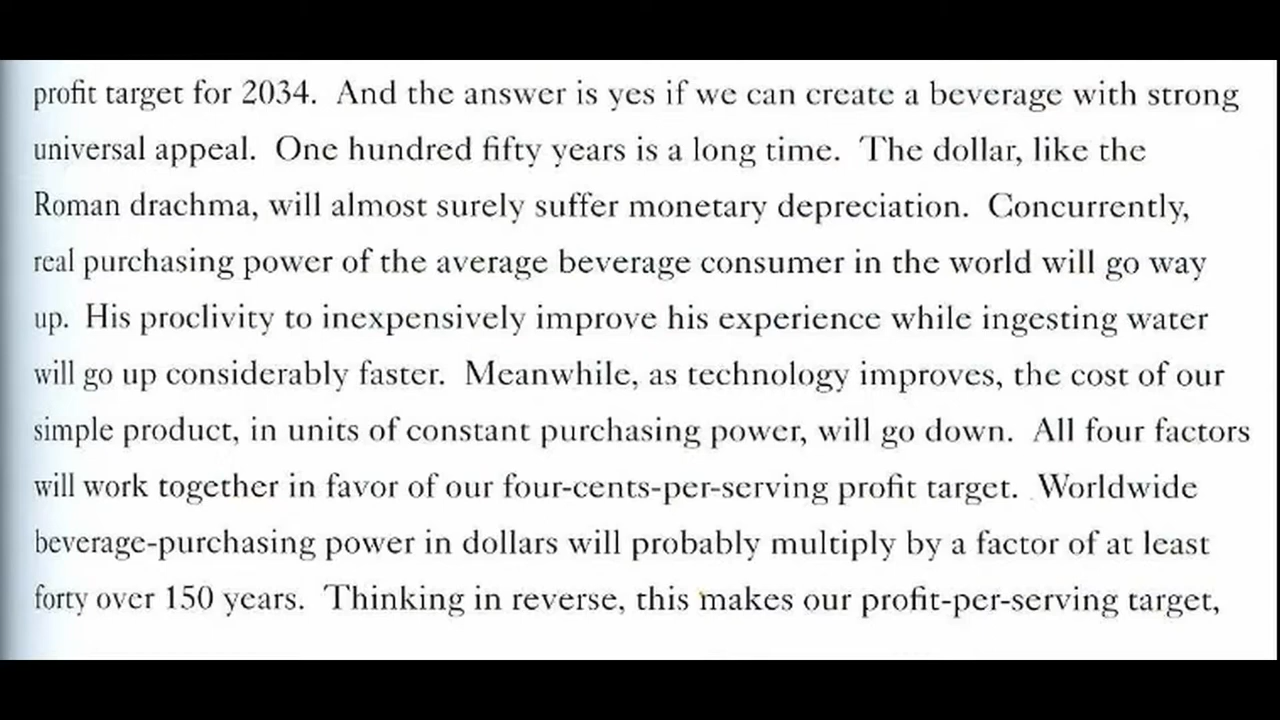 profit target for 2034. And the answer is yes if we can create a beverage with strong
universal appeal. One hundred fifty years is a long time. The dollar, like the
Roman drachma, will almost surely suffer monetary depreciation. Concurrently,
real purchasing power of the average beverage consumer in the world will go way
up. His proclivity to inexpensively improve his experience while ingesting water
will go up considerably faster. Meanwhile, as technology improves, the cost of our
simple product, in units of constant purchasing power, will go down. All four factors
will work together in favor of our four-cents-per-serving profit target. Worldwide
beverage-purchasing power in dollars will probably multiply by a factor of at least
forty over 150 years. Thinking in reverse, this makes our profit-per-serving target,